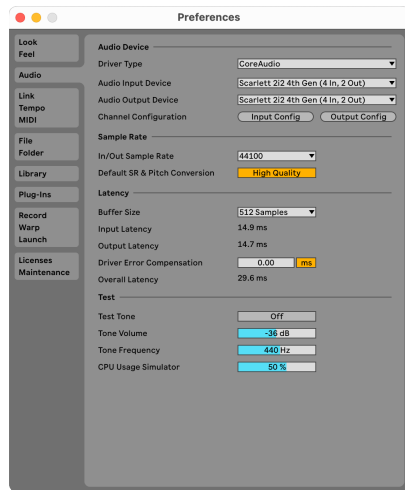 Preferences
Look
Feel
Audio
Link
Tempo
MIDI
File
Folder
Library
Plug-Ins
Record
Warp
Launch
Licenses
Maintenance
Audio Device
Driver Type CoreAudio
Audio Input Device Scarlett 2i2 4th Gen (4 In, 2 Out)
Audio Output Device Scarlett 2i2 4th Gen (4 In, 2 Out)
Channel Configuration Input Config Output Config
Sample Rate
In/Out Sample Rate 44100
Default SR & Pitch Conversion High Quality
Latency
Buffer Size 512 Samples
Input Latency 14.9 ms
Output Latency 14.7 ms
Driver Error Compensation 0.00 ms
Overall Latency 29.6 ms
Test
Test Tone Off
Tone Volume -36 dB
Tone Frequency 440 Hz
CPU Usage Simulator 50 %